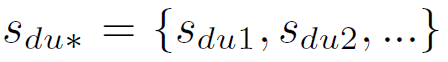 s_{du*} = {s_{du1}, s_{du2}, ...}